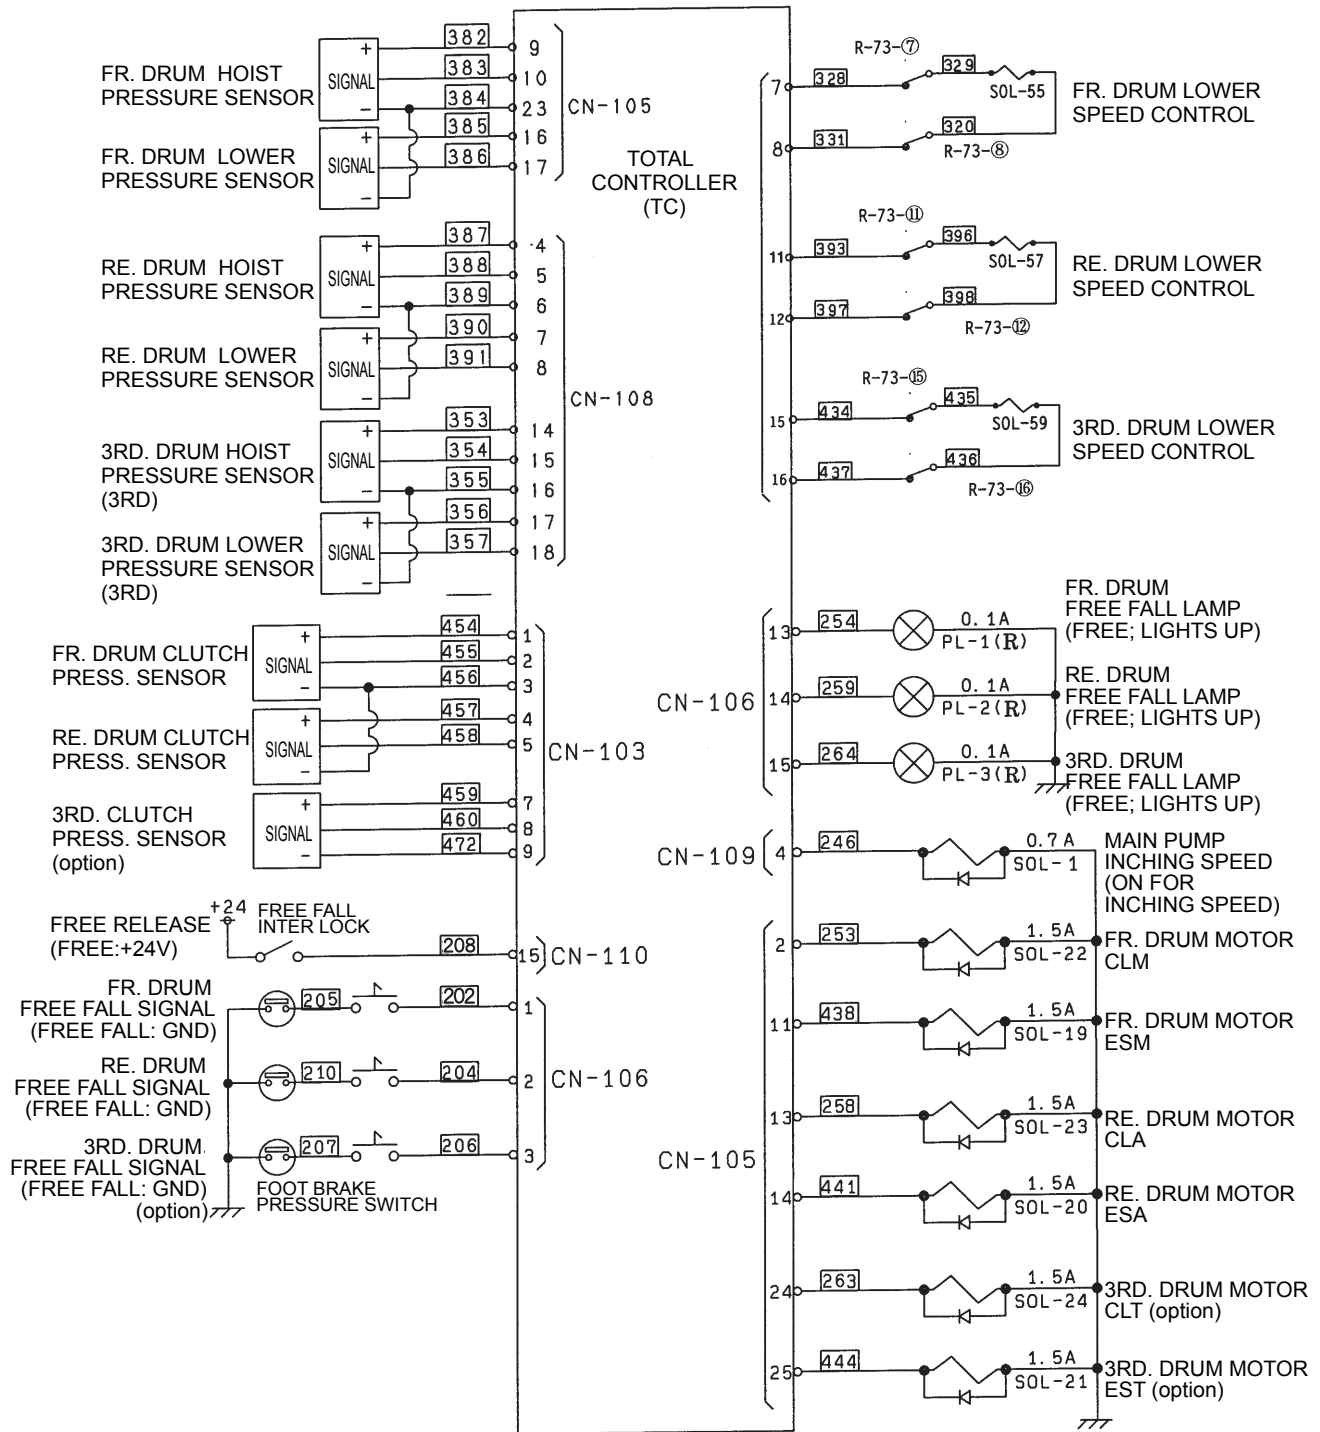 FR. DRUM HOIST
PRESSURE SENSOR
+
SIGNAL
−
382
383
384
9
10
23
CN-105
FR. DRUM LOWER
PRESSURE SENSOR
+
SIGNAL
−
385
386
16
17
RE. DRUM HOIST
PRESSURE SENSOR
+
SIGNAL
−
387
388
389
4
5
6
RE. DRUM LOWER
PRESSURE SENSOR
+
SIGNAL
−
390
391
7
8
CN-108
3RD. DRUM HOIST
PRESSURE SENSOR
(3RD)
+
SIGNAL
−
353
354
355
14
15
16
3RD. DRUM LOWER
PRESSURE SENSOR
(3RD)
+
SIGNAL
−
356
357
17
18
FR. DRUM CLUTCH
PRESS. SENSOR
+
SIGNAL
−
454
455
456
1
2
3
RE. DRUM CLUTCH
PRESS. SENSOR
+
SIGNAL
−
457
458
4
5
CN-103
3RD. CLUTCH
PRESS. SENSOR
(option)
+
SIGNAL
−
459
460
472
7
8
9
FREE RELEASE
(FREE:+24V)
+24
FREE FALL
INTER LOCK
208
15
CN-110
FR. DRUM
FREE FALL SIGNAL
(FREE FALL: GND)
205
202
1
RE. DRUM
FREE FALL SIGNAL
(FREE FALL: GND)
210
204
2
CN-106
3RD. DRUM
FREE FALL SIGNAL
(FREE FALL: GND)
(option)
207
206
3
FOOT BRAKE
PRESSURE SWITCH
TOTAL
CONTROLLER
(TC)
7
328
R-73-⑦
329
SOL-55
8
331
320
R-73-⑧
FR. DRUM LOWER
SPEED CONTROL
11
393
R-73-⑪
396
SOL-57
12
397
398
R-73-⑫
RE. DRUM LOWER
SPEED CONTROL
15
434
R-73-⑮
435
SOL-59
16
437
436
R-73-⑯
3RD. DRUM LOWER
SPEED CONTROL
CN-106
13
254
0.1A
PL-1(R)
FR. DRUM
FREE FALL LAMP
(FREE; LIGHTS UP)
14
259
0.1A
PL-2(R)
RE. DRUM
FREE FALL LAMP
(FREE; LIGHTS UP)
15
264
0.1A
PL-3(R)
3RD. DRUM
FREE FALL LAMP
(FREE; LIGHTS UP)
CN-109
4
246
0.7A
SOL-1
MAIN PUMP
INCHING SPEED
(ON FOR
INCHING SPEED)
CN-105
2
253
1.5A
SOL-22
FR. DRUM MOTOR
CLM
11
438
1.5A
SOL-19
FR. DRUM MOTOR
ESM
13
258
1.5A
SOL-23
RE. DRUM MOTOR
CLA
14
441
1.5A
SOL-20
RE. DRUM MOTOR
ESA
24
263
1.5A
SOL-24
3RD. DRUM MOTOR
CLT (option)
25
444
1.5A
SOL-21
3RD. DRUM MOTOR
EST (option)